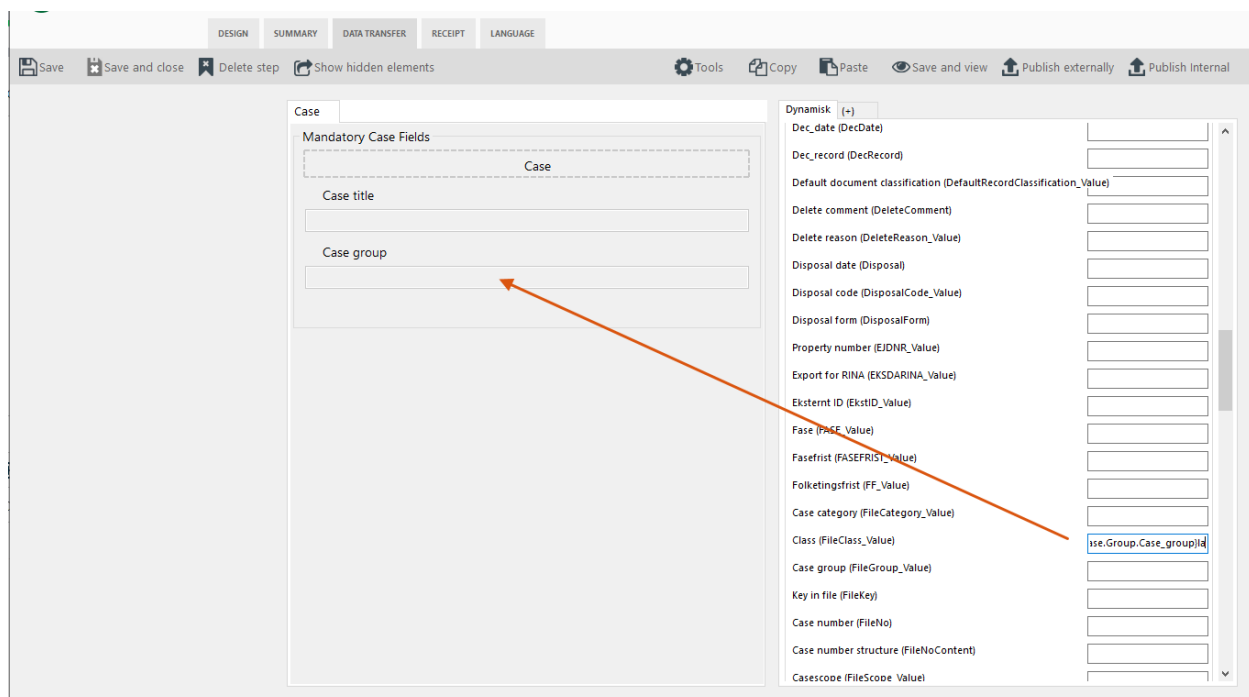 DESIGN SUMMARY DATA TRANSFER RECEIPT LANGUAGE
Save Save and close Delete step Show hidden elements Tools Copy Paste Save and view Publish externally Publish Internal
Case
Mandatory Case Fields
Case
Case title
Case group
Dynamisk (+)
Dec_date (DecDate)
Dec_record (DecRecord)
Default document classification (DefaultRecordClassification_Value)
Delete comment (DeleteComment)
Delete reason (DeleteReason_Value)
Disposal date (Disposal)
Disposal code (DisposalCode_Value)
Disposal form (DisposalForm)
Property number (EJDNR_Value)
Export for RINA (EKSDARINA_Value)
Eksternt ID (EkstID_Value)
Fase (FASE_Value)
Fasefrist (FASEFRIST_Value)
Folketingsfrist (FF_Value)
Case category (FileCategory_Value)
Class (FileClass_Value) ase.Group.Case_group}la
Case group (FileGroup_Value)
Key in file (FileKey)
Case number (FileNo)
Case number structure (FileNoContent)
Casescope (FileScope_Value)